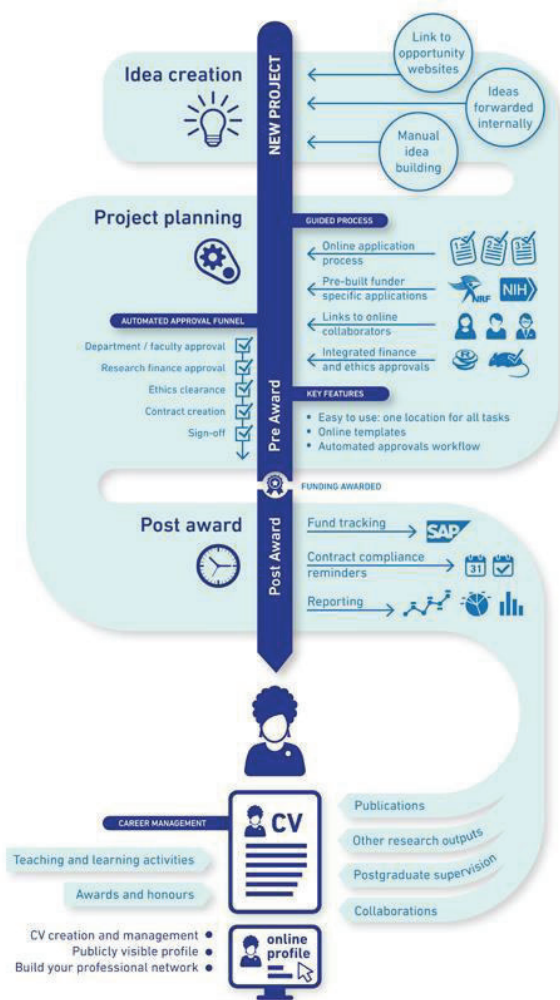 Idea creation
NEW PROJECT
Link to
opportunity
websites
Ideas
forwarded
internally
Manual
idea
building
Project planning
GUIDED PROCESS
Online application
process
1
2
3
Pre-built funder
specific applications
NRF
NIH
Links to online
collaborators
Integrated finance
and ethics approvals
R
AUTOMATED APPROVAL FUNNEL
Department / faculty approval
Research finance approval
Ethics clearance
Contract creation
Sign-off
Pre Award
KEY FEATURES
• Easy to use: one location for all tasks
• Online templates
• Automated approvals workflow
FUNDING AWARDED
Post award
Post Award
Fund tracking
SAP
Contract compliance
reminders
31
Reporting
CAREER MANAGEMENT
CV
Teaching and learning activities
Awards and honours
Publications
Other research outputs
Postgraduate supervision
Collaborations
CV creation and management •
Publicly visible profile •
Build your professional network •
online
profile